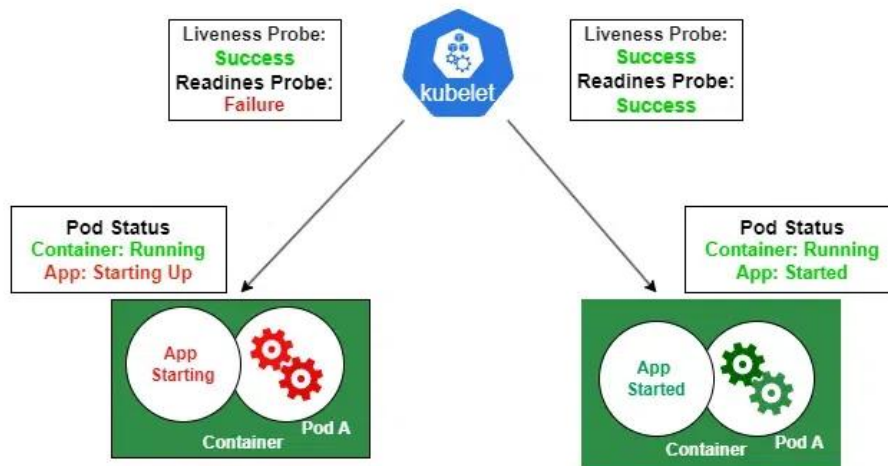 Liveness Probe:
Success
Readines Probe:
Failure
kubelet
Liveness Probe:
Success
Readines Probe:
Success
Pod Status
Container: Running
App: Starting Up
Pod Status
Container: Running
App: Started
App
Starting
Pod A
Container
App
Started
Pod A
Container